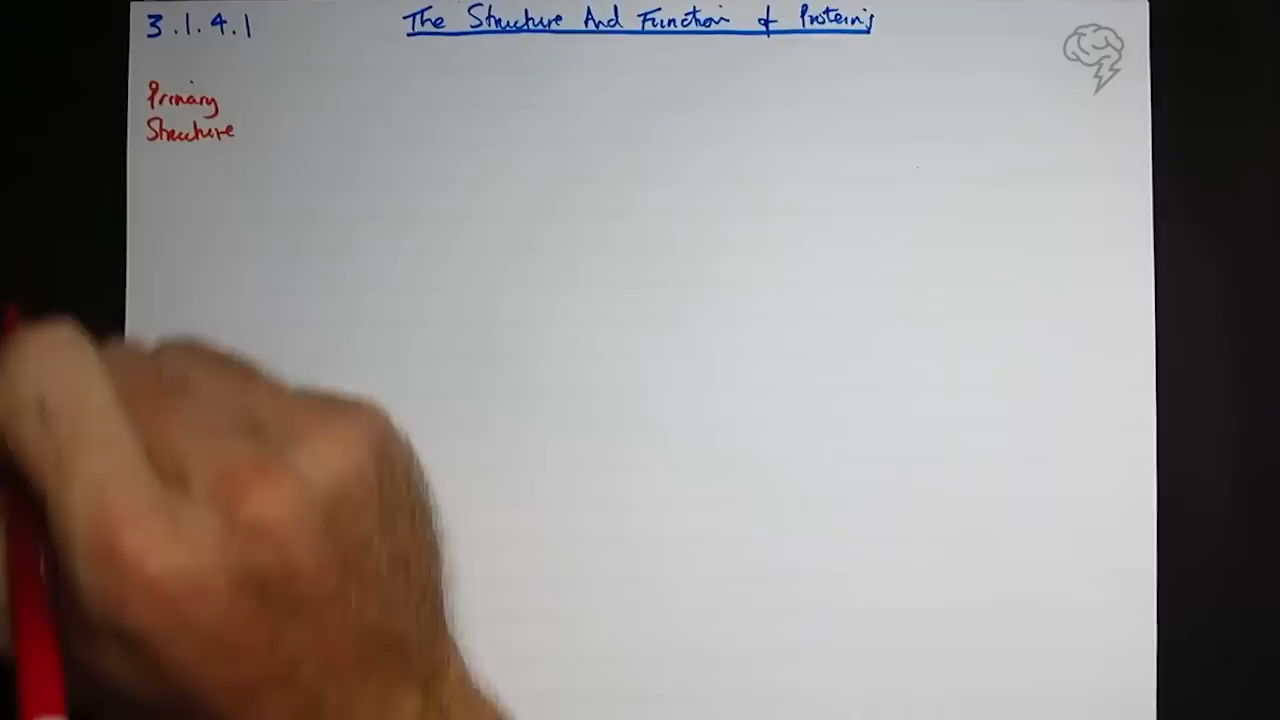 3.1.4.1
The Structure And Function of Proteins
Primary
Structure